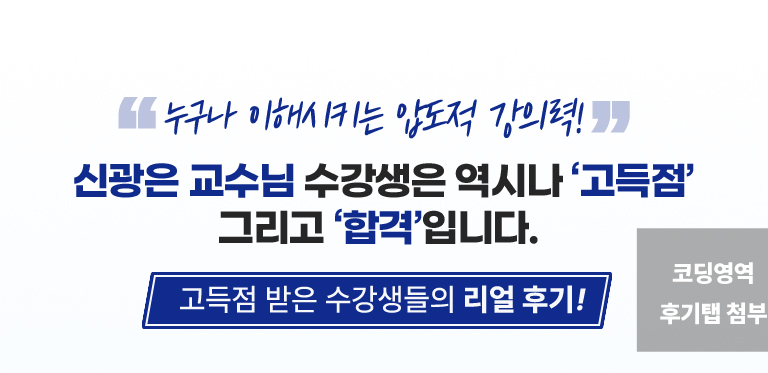 “누구나 이해시키는 압도적 강의력!”
신광은 교수님 수강생은 역시나 ‘고득점’
그리고 ‘합격’입니다.
고득점 받은 수강생들의 리얼 후기!
코딩영역
후기탭 첨부